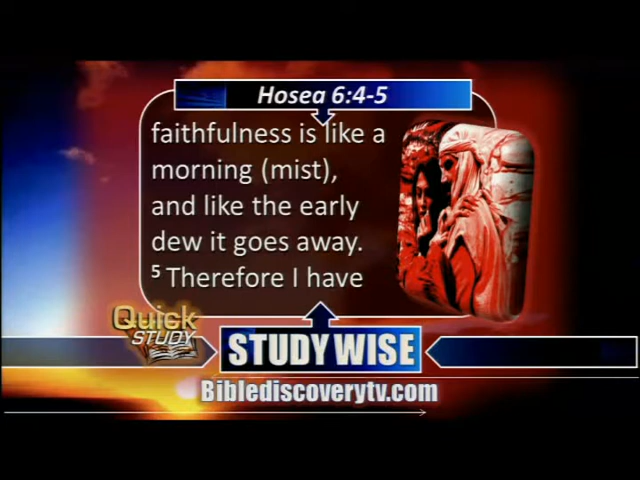 Hosea 6:4-5
faithfulness is like a
morning (mist),
and like the early
dew it goes away.
5 Therefore I have
Quick
STUDY
STUDY WISE
Biblediscoverytv.com